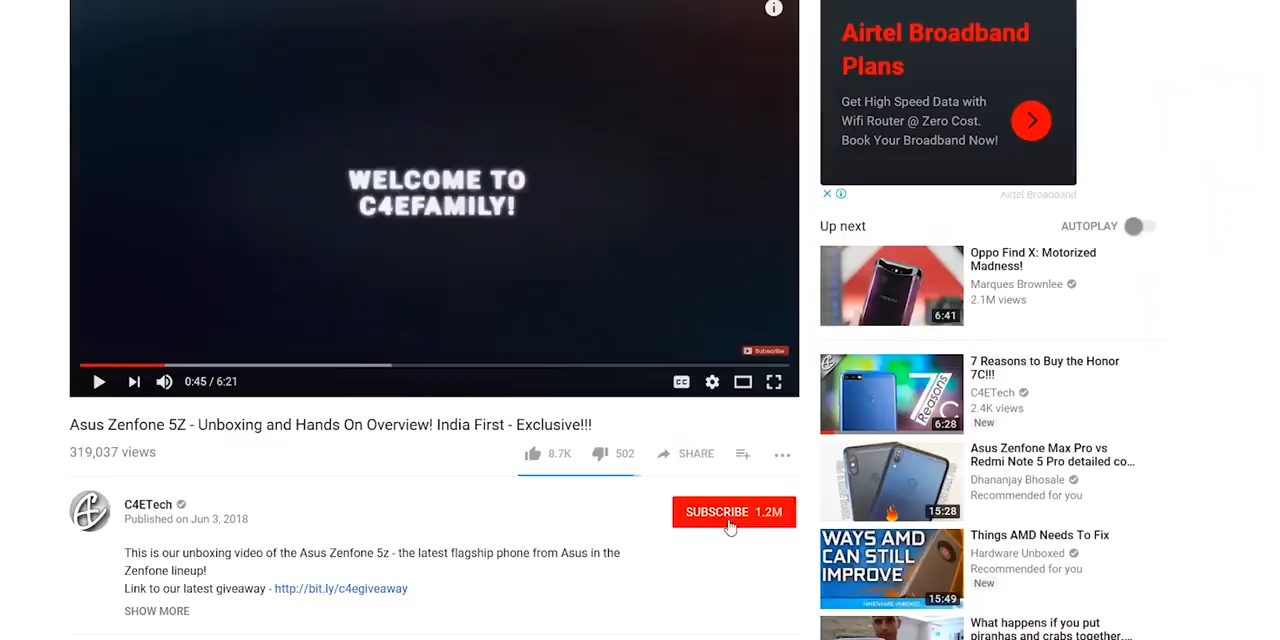 WELCOME TO
C4EFAMILY!
Subscribe
0:45 / 6:21
CC
Asus Zenfone 5Z - Unboxing and Hands On Overview! India First - Exclusive!!!
319,037 views
8.7K
502
SHARE
C4ETech
Published on Jun 3, 2018
SUBSCRIBE 1.2M
This is our unboxing video of the Asus Zenfone 5z - the latest flagship phone from Asus in the
Zenfone lineup!
Link to our latest giveaway - http://bit.ly/c4egiveaway
SHOW MORE
Airtel Broadband
Plans
Get High Speed Data with
Wifi Router @ Zero Cost.
Book Your Broadband Now!
Airtel Broadband
Up next
AUTOPLAY
6:41
Oppo Find X: Motorized
Madness!
Marques Brownlee
2.1M views
7 Reasons C
6:28
7 Reasons to Buy the Honor
7C!!!
C4ETech
2.4K views
New
15:28
Asus Zenfone Max Pro vs
Redmi Note 5 Pro detailed co...
Dhananjay Bhosale
Recommended for you
WAYS AMD
CAN STILL
IMPROVE
HARDWARE UNBOXED
15:49
Things AMD Needs To Fix
Hardware Unboxed
Recommended for you
New
What happens if you put
piranhas and crabs together,...